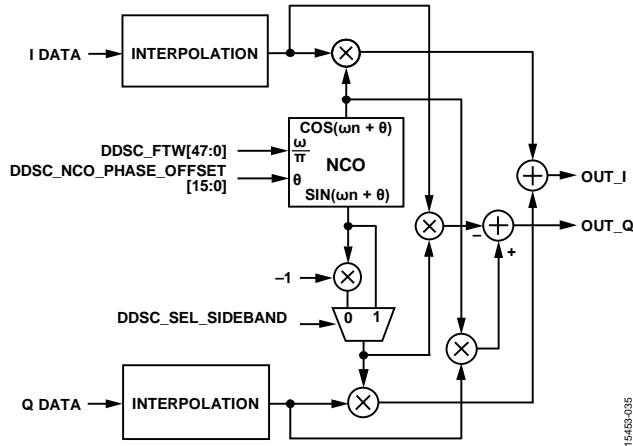 I DATA
INTERPOLATION
COS(ωn + θ)
DDSC_FTW[47:0]
ω
π
NCO
DDSC_NCO_PHASE_OFFSET
[15:0]
θ
SIN(ωn + θ)
+
OUT_I
–
+
OUT_Q
+
–1
0
1
DDSC_SEL_SIDEBAND
Q DATA
INTERPOLATION
15453-035